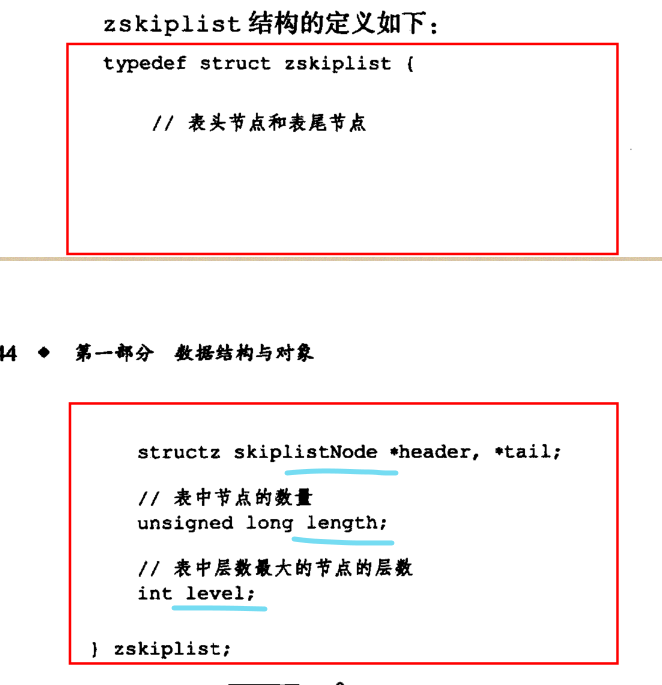 zskiplist 结构的定义如下:
typedef struct zskiplist {
// 表头节点和表尾节点
44 ◆ 第一部分 数据结构与对象
structz skiplistNode *header, *tail;
// 表中节点的数量
unsigned long length;
// 表中层数最大的节点的层数
int level;
} zskiplist;